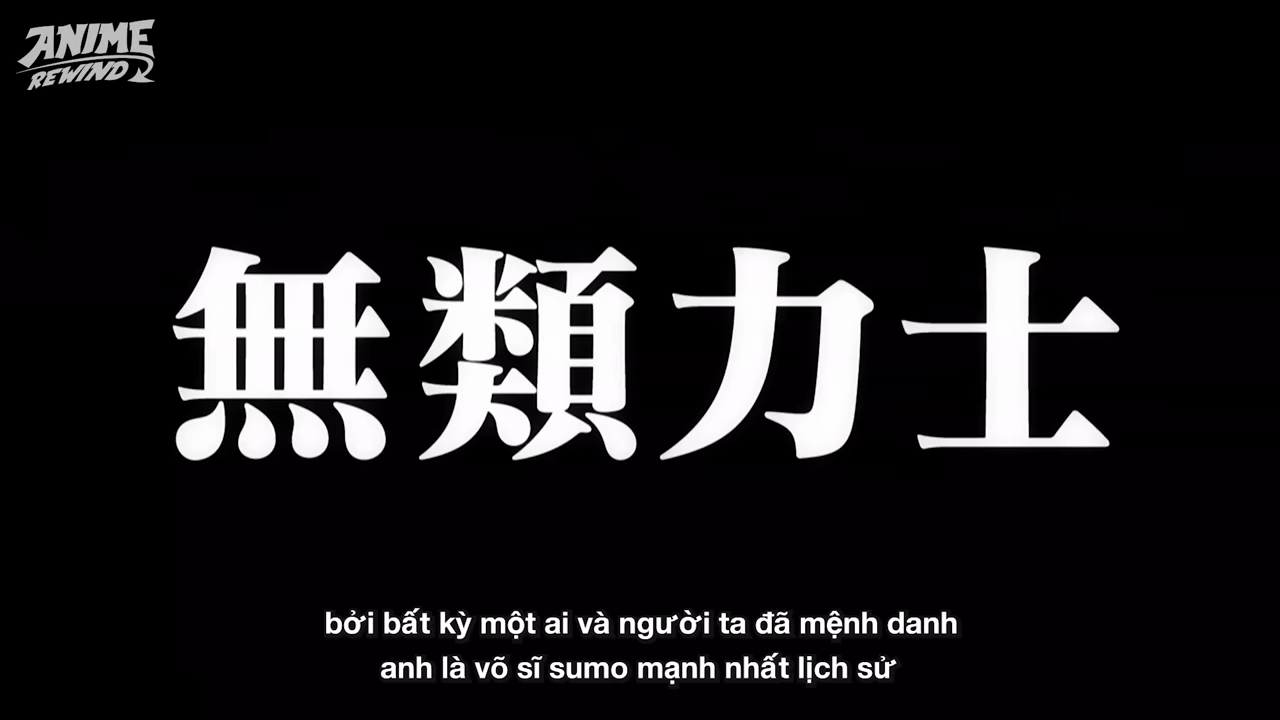 ANIME
REWIND
無類力士
bởi bất kỳ một ai và người ta đã mệnh danh
anh là võ sĩ sumo mạnh nhất lịch sử